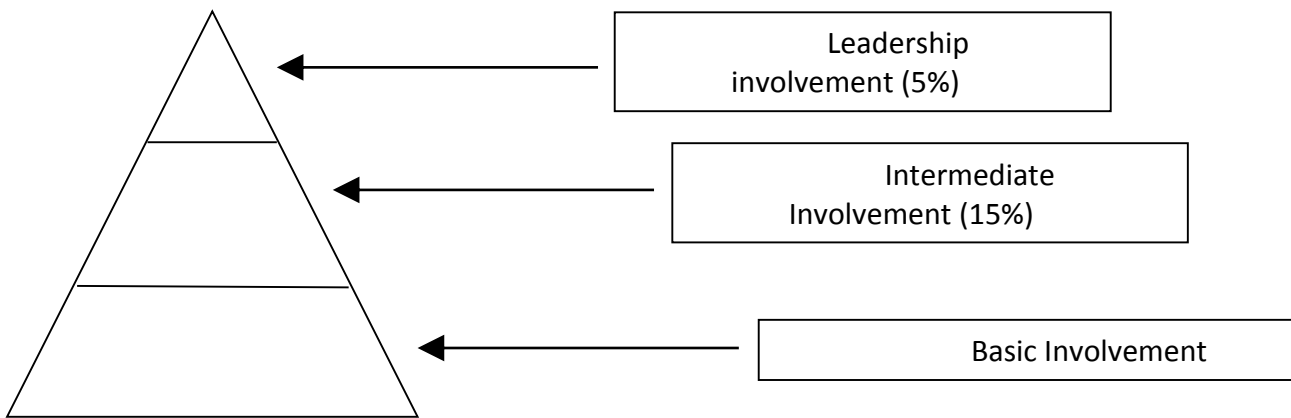 Leadership
involvement (5%)
Intermediate
Involvement (15%)
Basic Involvement